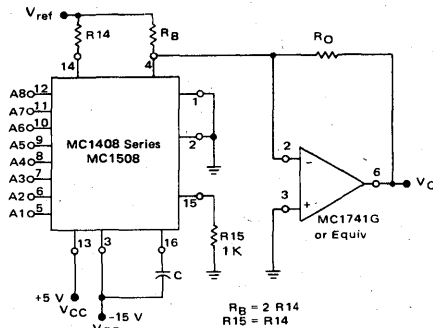 Vref
R14
RB
RO
14
4
A8 12
A7 11
A6 10
A5 9
A4 8
A3 7
A2 6
A1 5
MC1408 Series
MC1508
1
2
15
R15
1 K
13
3
16
C
+5 V
VCC
-15 V
2
3
6
VO
MC1741G
or Equiv
RB = 2 R14
R15 = R14